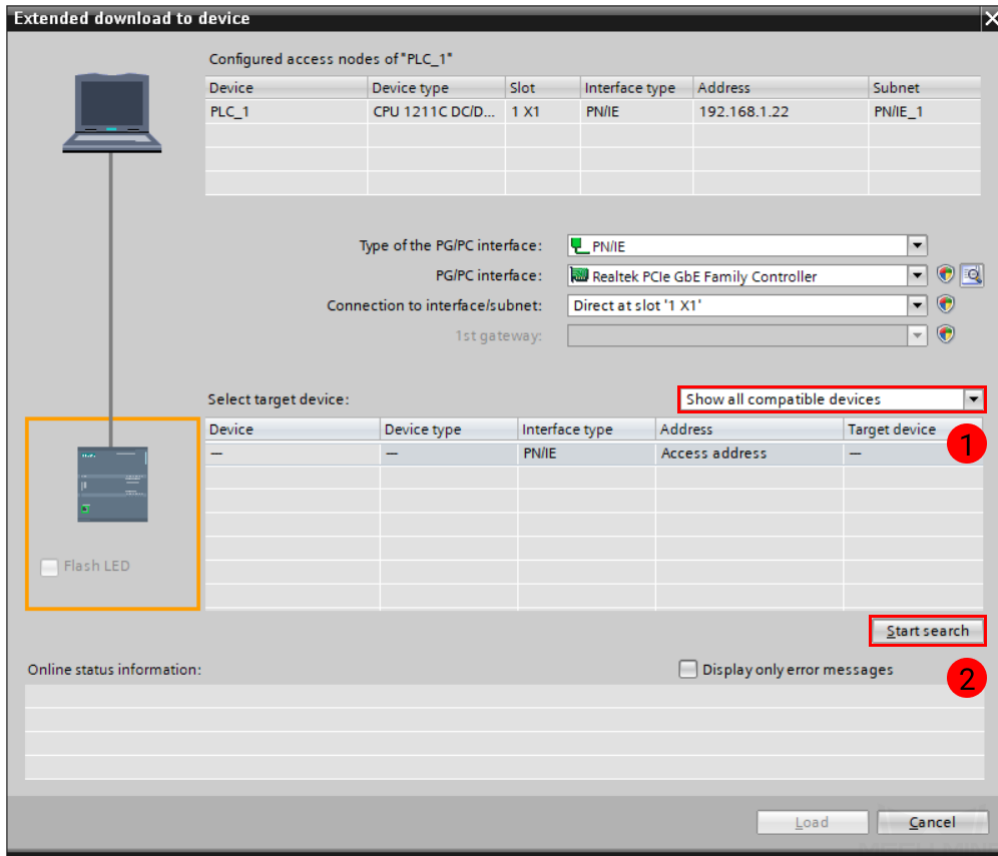 Extended download to device
Configured access nodes of "PLC_1"
Device Device type Slot Interface type Address Subnet
PLC_1 CPU 1211C DC/D... 1 X1 PN/IE 192.168.1.22 PN/IE_1
Type of the PG/PC interface: PN/IE
PG/PC interface: Realtek PCIe GbE Family Controller
Connection to interface/subnet: Direct at slot '1 X1'
1st gateway:
Select target device: Show all compatible devices
Device Device type Interface type Address Target device
1
— — PN/IE Access address —
Flash LED
Start search
Online status information: Display only error messages
2
Load Cancel